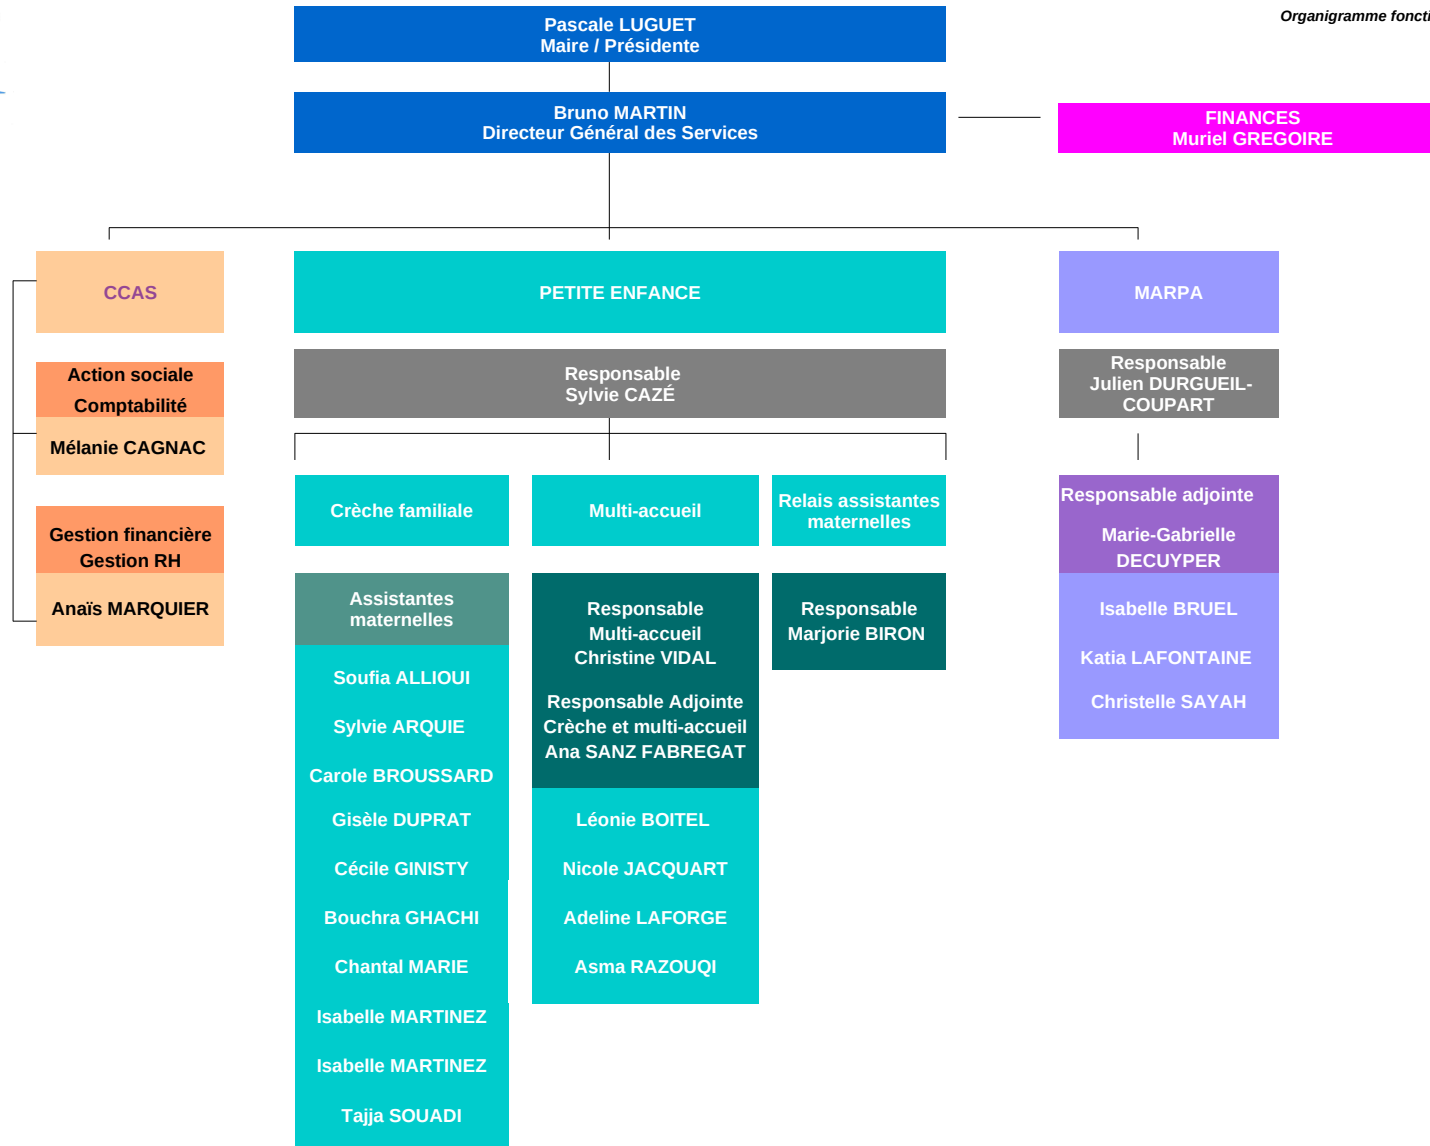 Organigramme foncti
Pascale LUGUET
Maire / Présidente
Bruno MARTIN
Directeur Général des Services
FINANCES
Muriel GREGOIRE
CCAS
Action sociale
Comptabilité
Mélanie CAGNAC
Gestion financière
Gestion RH
Anaïs MARQUIER
PETITE ENFANCE
Responsable
Sylvie CAZÉ
Crèche familiale
Assistantes
maternelles
Soufia ALLIOUI
Sylvie ARQUIE
Carole BROUSSARD
Gisèle DUPRAT
Cécile GINISTY
Bouchra GHACHI
Chantal MARIE
Isabelle MARTINEZ
Isabelle MARTINEZ
Tajja SOUADI
Multi-accueil
Responsable
Multi-accueil
Christine VIDAL
Responsable Adjointe
Crèche et multi-accueil
Ana SANZ FABREGAT
Léonie BOITEL
Nicole JACQUART
Adeline LAFORGE
Asma RAZOUQI
Relais assistantes
maternelles
Responsable
Marjorie BIRON
MARPA
Responsable
Julien DURGUEIL-
COUPART
Responsable adjointe
Marie-Gabrielle
DECUYPER
Isabelle BRUEL
Katia LAFONTAINE
Christelle SAYAH